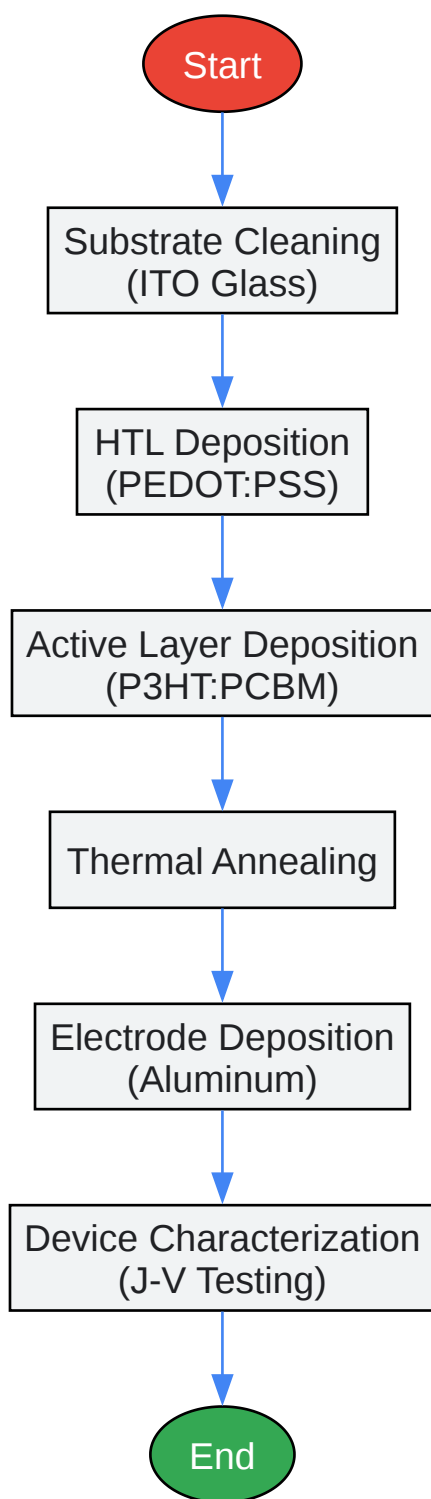 Start
Substrate Cleaning
(ITO Glass)
HTL Deposition
(PEDOT:PSS)
Active Layer Deposition
(P3HT:PCBM)
Thermal Annealing
Electrode Deposition
(Aluminum)
Device Characterization
(J-V Testing)
End